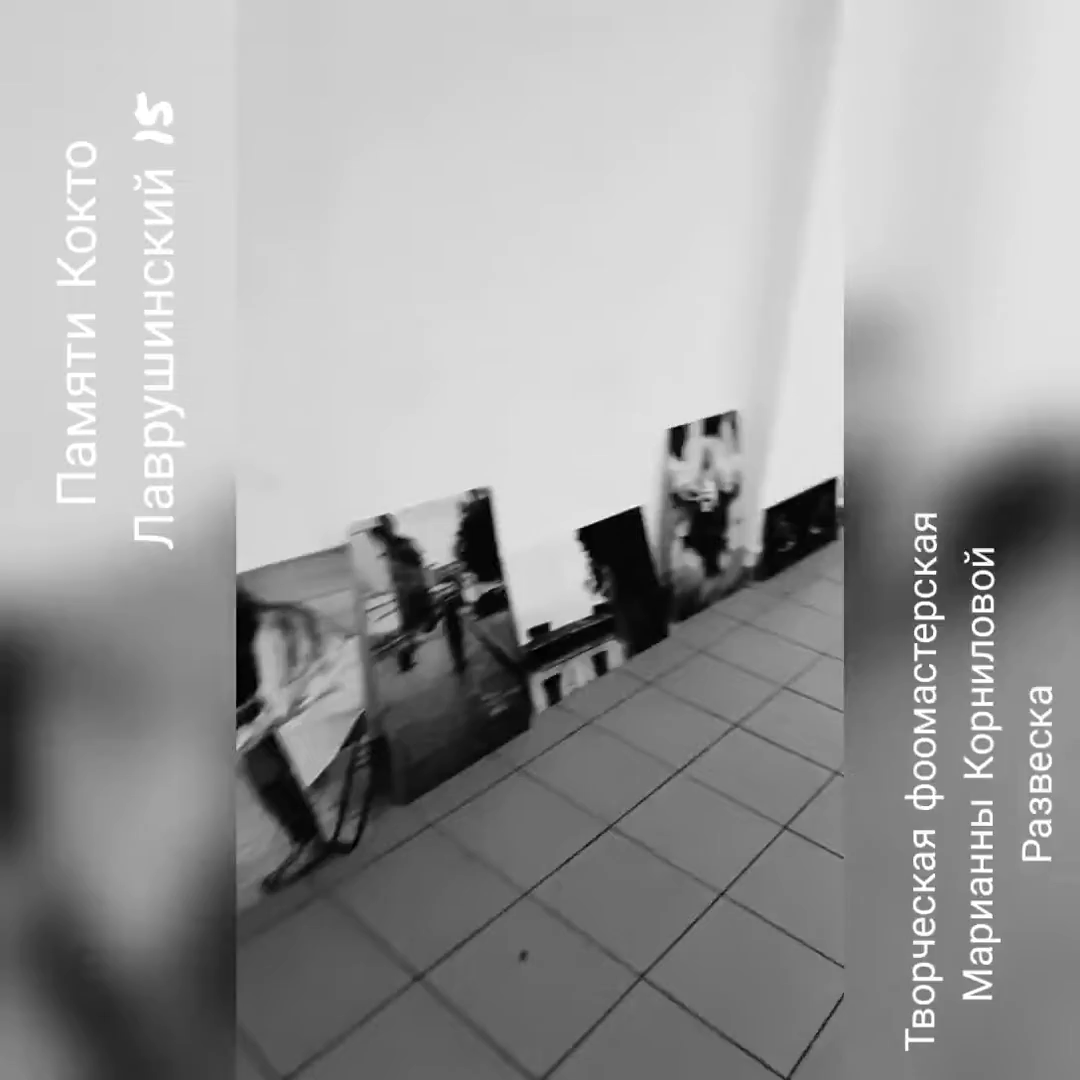 Памяти Кокто
Лаврушинский 15
Творческая фоомастерская
Марианны Корниловой
Развеска